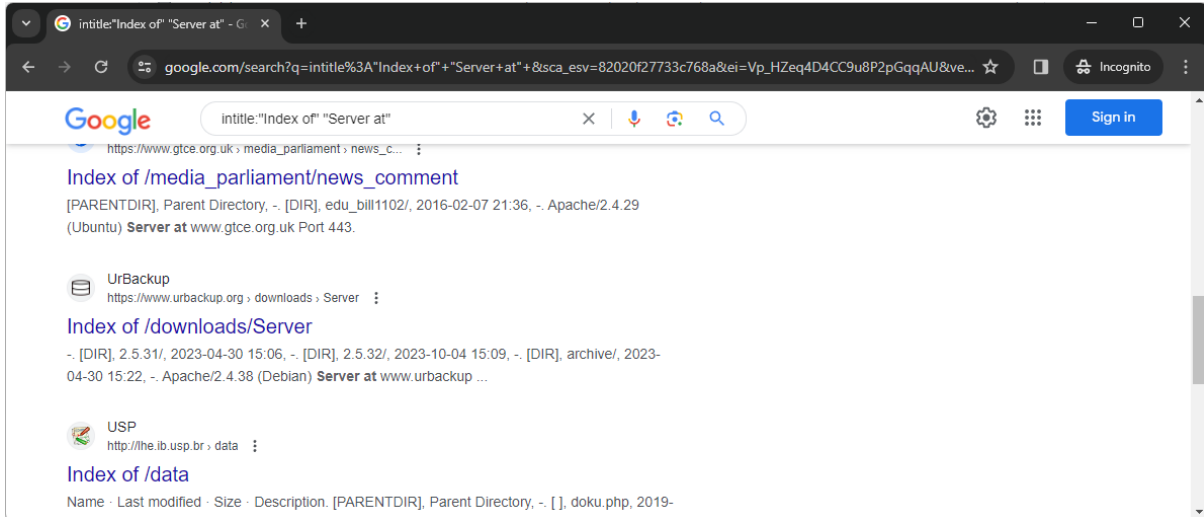 intitle:"Index of" "Server at" - G
google.com/search?q=intitle%3A"Index+of"+"Server+at"+&sca_esv=82020f27733c768a&ei=Vp_HZeq4D4CC9u8P2pGqqAU&ve...
Incognito
Google
intitle:"Index of" "Server at"
Sign in
https://www.gtce.org.uk › media_parliament › news_c...
Index of /media_parliament/news_comment
[PARENTDIR], Parent Directory, -. [DIR], edu_bill1102/, 2016-02-07 21:36, -. Apache/2.4.29
(Ubuntu) Server at www.gtce.org.uk Port 443.
UrBackup
https://www.urbackup.org › downloads › Server
Index of /downloads/Server
-. [DIR], 2.5.31/, 2023-04-30 15:06, -. [DIR], 2.5.32/, 2023-10-04 15:09, -. [DIR], archive/, 2023-
04-30 15:22, -. Apache/2.4.38 (Debian) Server at www.urbackup ...
USP
http://lhe.ib.usp.br › data
Index of /data
Name · Last modified · Size · Description. [PARENTDIR], Parent Directory, -. [ ], doku.php, 2019-